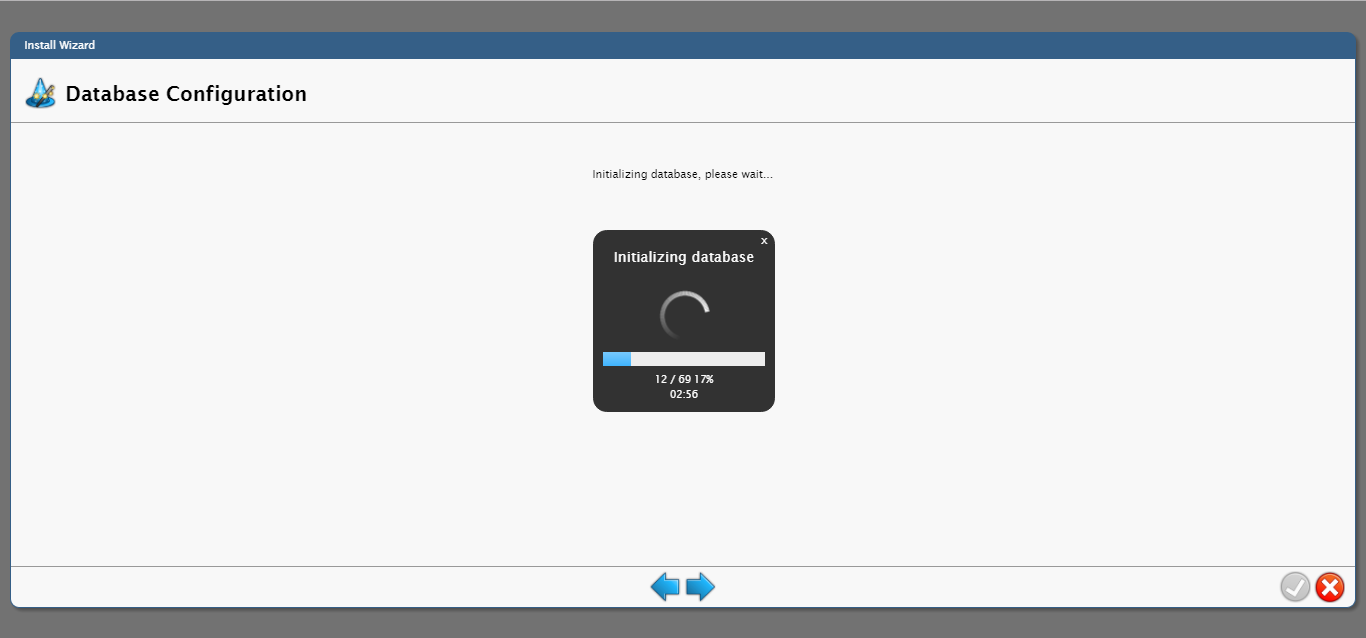 Install Wizard
Database Configuration
Initializing database, please wait...
x
Initializing database
12 / 69 17%
02:56